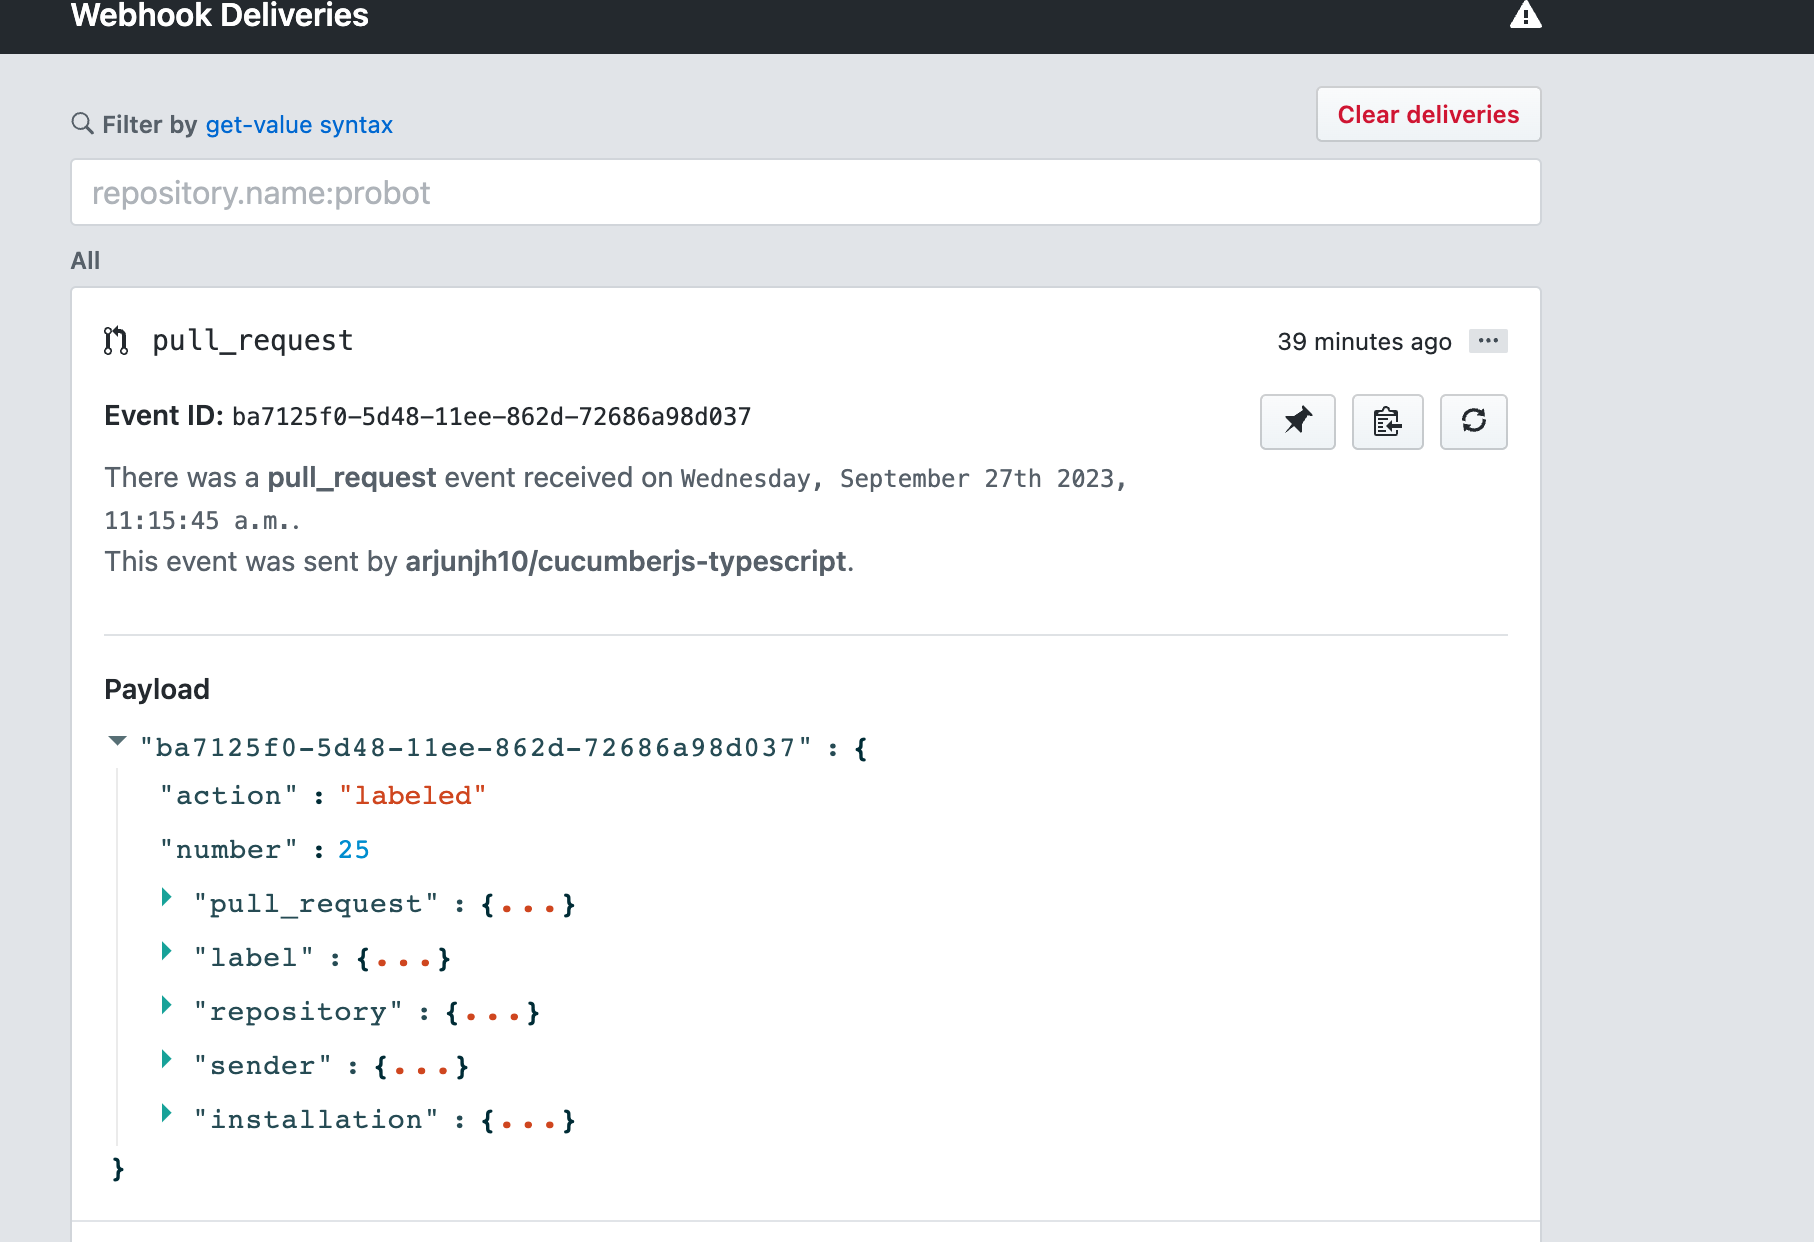 Webhook Deliveries
Filter by get-value syntax
Clear deliveries
repository.name:probot
All
pull_request
39 minutes ago
Event ID: ba7125f0-5d48-11ee-862d-72686a98d037
There was a pull_request event received on Wednesday, September 27th 2023,
11:15:45 a.m..
This event was sent by arjunjh10/cucumberjs-typescript.
Payload
"ba7125f0-5d48-11ee-862d-72686a98d037" : {
"action" : "labeled"
"number" : 25
"pull_request" : {...}
"label" : {...}
"repository" : {...}
"sender" : {...}
"installation" : {...}
}